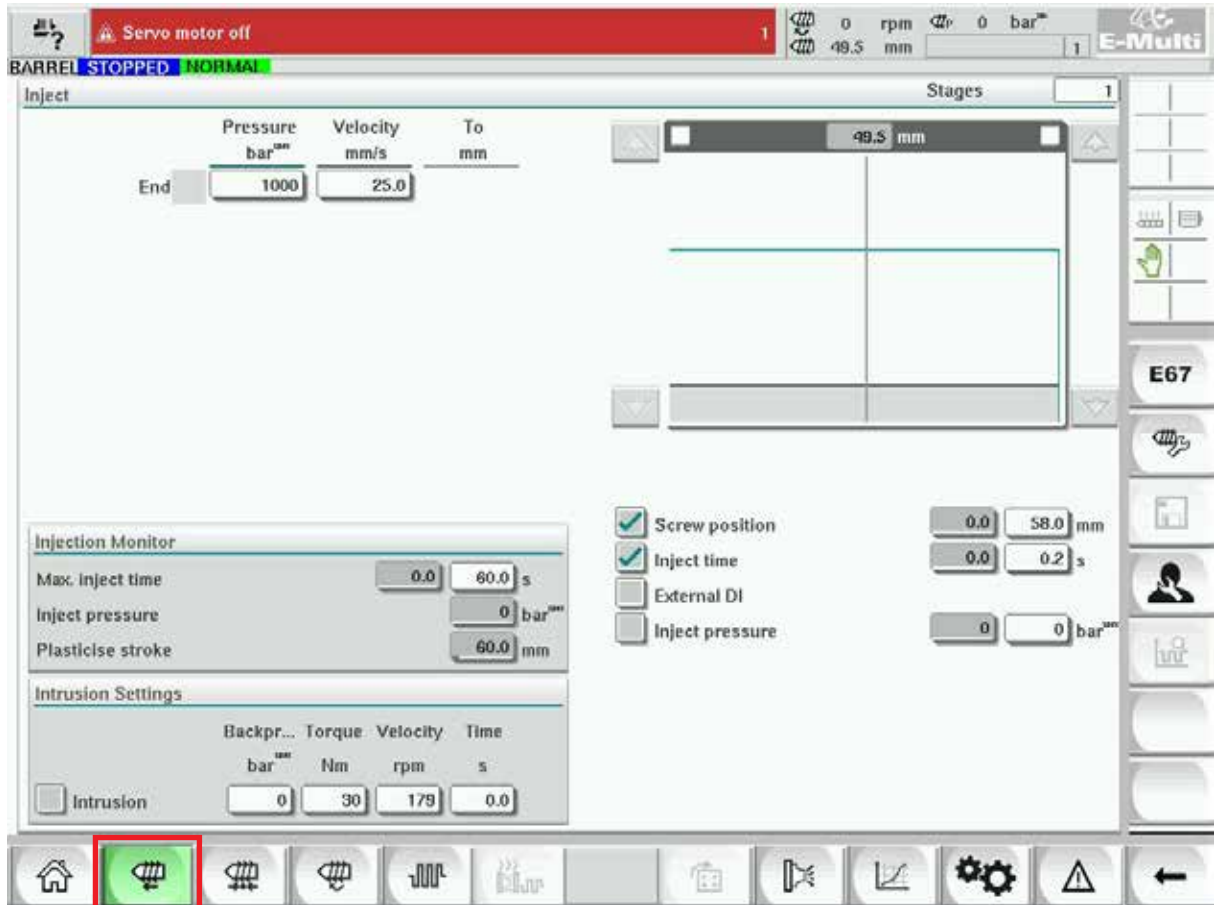 Servo motor off 1
0 rpm 0 bar
49.5 mm 1
E-Multi
BARREL STOPPED NORMAL
Inject
Stages 1
Pressure Velocity To
bar mm/s mm
End 1000 25.0
49.5 mm
E67
Injection Monitor
Max. inject time 0.0 60.0 s
Inject pressure 0 bar
Plasticise stroke 60.0 mm
Screw position 0.0 58.0 mm
Inject time 0.0 0.2 s
External DI
Inject pressure 0 0 bar
Intrusion Settings
Backpr... Torque Velocity Time
bar Nm rpm s
Intrusion 0 30 179 0.0